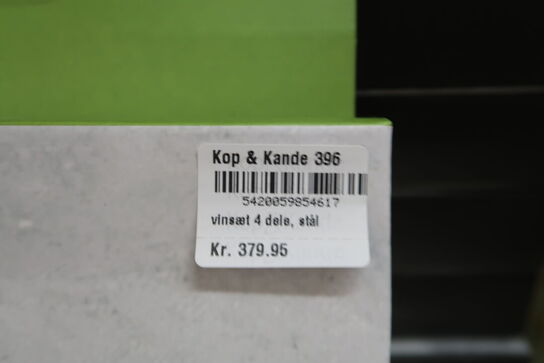 Kop & Kande 396
5420059854617
vinsæt 4 dele, stål
Kr. 379.95